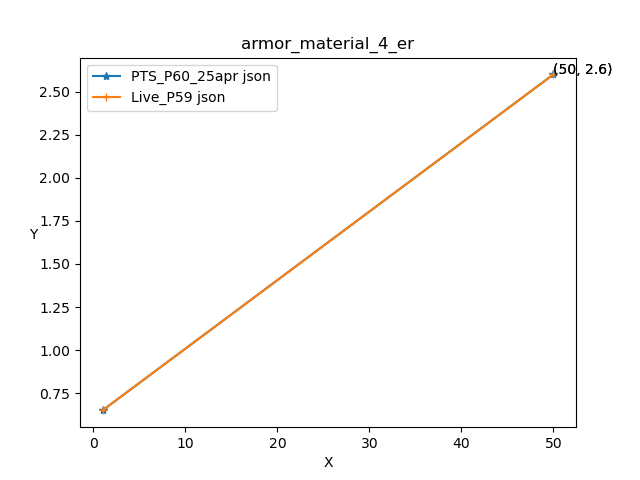 armor_material_4_er
PTS_P60_25apr json
Live_P59 json
(50, 2.6)
2.50
2.25
2.00
1.75
Y
1.50
1.25
1.00
0.75
0 10 20 30 40 50
X